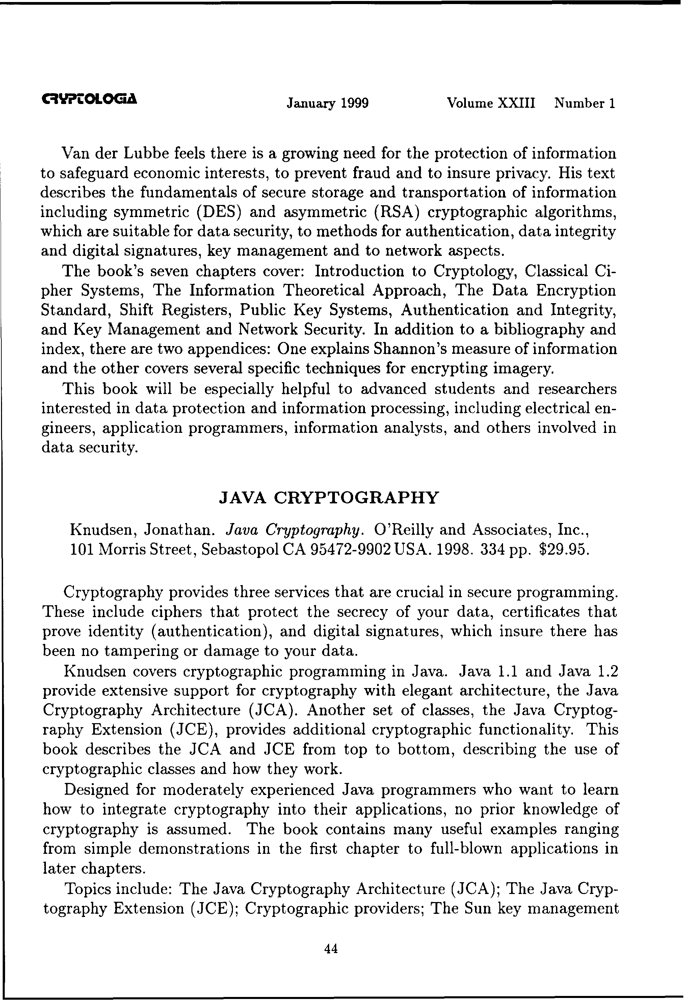 CRYPTOLOGIA January 1999 Volume XXIII Number 1
Van der Lubbe feels there is a growing need for the protection of information
to safeguard economic interests, to prevent fraud and to insure privacy. His text
describes the fundamentals of secure storage and transportation of information
including symmetric (DES) and asymmetric (RSA) cryptographic algorithms,
which are suitable for data security, to methods for authentication, data integrity
and digital signatures, key management and to network aspects.
The book's seven chapters cover: Introduction to Cryptology, Classical Ci-
pher Systems, The Information Theoretical Approach, The Data Encryption
Standard, Shift Registers, Public Key Systems, Authentication and Integrity,
and Key Management and Network Security. In addition to a bibliography and
index, there are two appendices: One explains Shannon's measure of information
and the other covers several specific techniques for encrypting imagery.
This book will be especially helpful to advanced students and researchers
interested in data protection and information processing, including electrical en-
gineers, application programmers, information analysts, and others involved in
data security.
JAVA CRYPTOGRAPHY
Knudsen, Jonathan. Java Cryptography. O'Reilly and Associates, Inc.,
101 Morris Street, Sebastopol CA 95472-9902 USA. 1998. 334 pp. $29.95.
Cryptography provides three services that are crucial in secure programming.
These include ciphers that protect the secrecy of your data, certificates that
prove identity (authentication), and digital signatures, which insure there has
been no tampering or damage to your data.
Knudsen covers cryptographic programming in Java. Java 1.1 and Java 1.2
provide extensive support for cryptography with elegant architecture, the Java
Cryptography Architecture (JCA). Another set of classes, the Java Cryptog-
raphy Extension (JCE), provides additional cryptographic functionality. This
book describes the JCA and JCE from top to bottom, describing the use of
cryptographic classes and how they work.
Designed for moderately experienced Java programmers who want to learn
how to integrate cryptography into their applications, no prior knowledge of
cryptography is assumed. The book contains many useful examples ranging
from simple demonstrations in the first chapter to full-blown applications in
later chapters.
Topics include: The Java Cryptography Architecture (JCA); The Java Cryp-
tography Extension (JCE); Cryptographic providers; The Sun key management
44